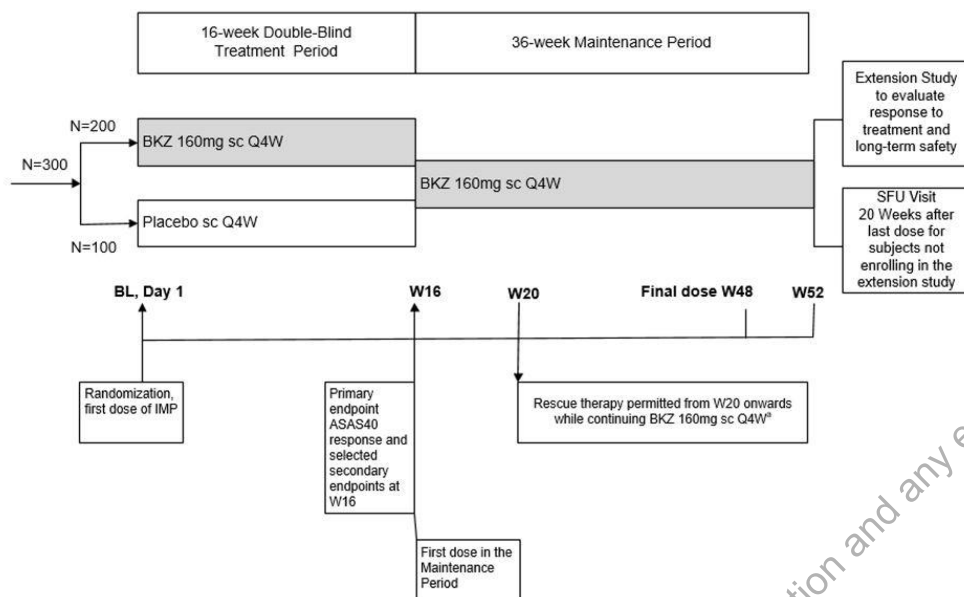 16-week Double-Blind
Treatment Period
36-week Maintenance Period
Extension Study
to evaluate
response to
treatment and
long-term safety
N=200
BKZ 160mg sc Q4W
N=300
BKZ 160mg sc Q4W
Placebo sc Q4W
N=100
SFU Visit
20 Weeks after
last dose for
subjects not
enrolling in the
extension study
BL, Day 1
W16
W20
Final dose W48
W52
Randomization,
first dose of IMP
Primary
endpoint
ASAS40
response and
selected
secondary
endpoints at
W16
Rescue therapy permitted from W20 onwards
while continuing BKZ 160mg sc Q4Wᵃ
First dose in the
Maintenance
Period
and any